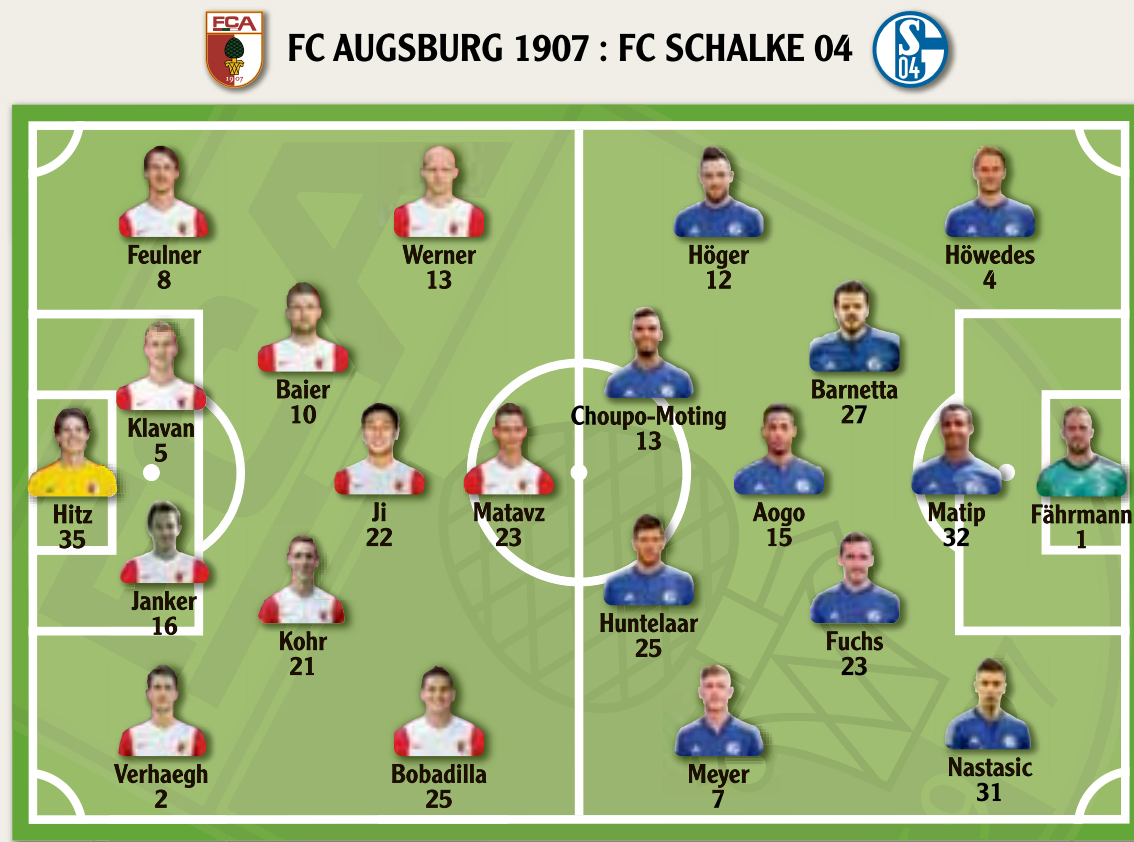 FCA
1907
FC AUGSBURG 1907 : FC SCHALKE 04
S
04
Feulner
8
Werner
13
Höger
12
Höwedes
4
Baier
10
Barnetta
27
Klavan
5
Choupo-Moting
13
Hitz
35
Ji
22
Matavz
23
Aogo
15
Matip
32
Fährmann
1
Janker
16
Kohr
21
Huntelaar
25
Fuchs
23
Verhaegh
2
Bobadilla
25
Meyer
7
Nastasic
31